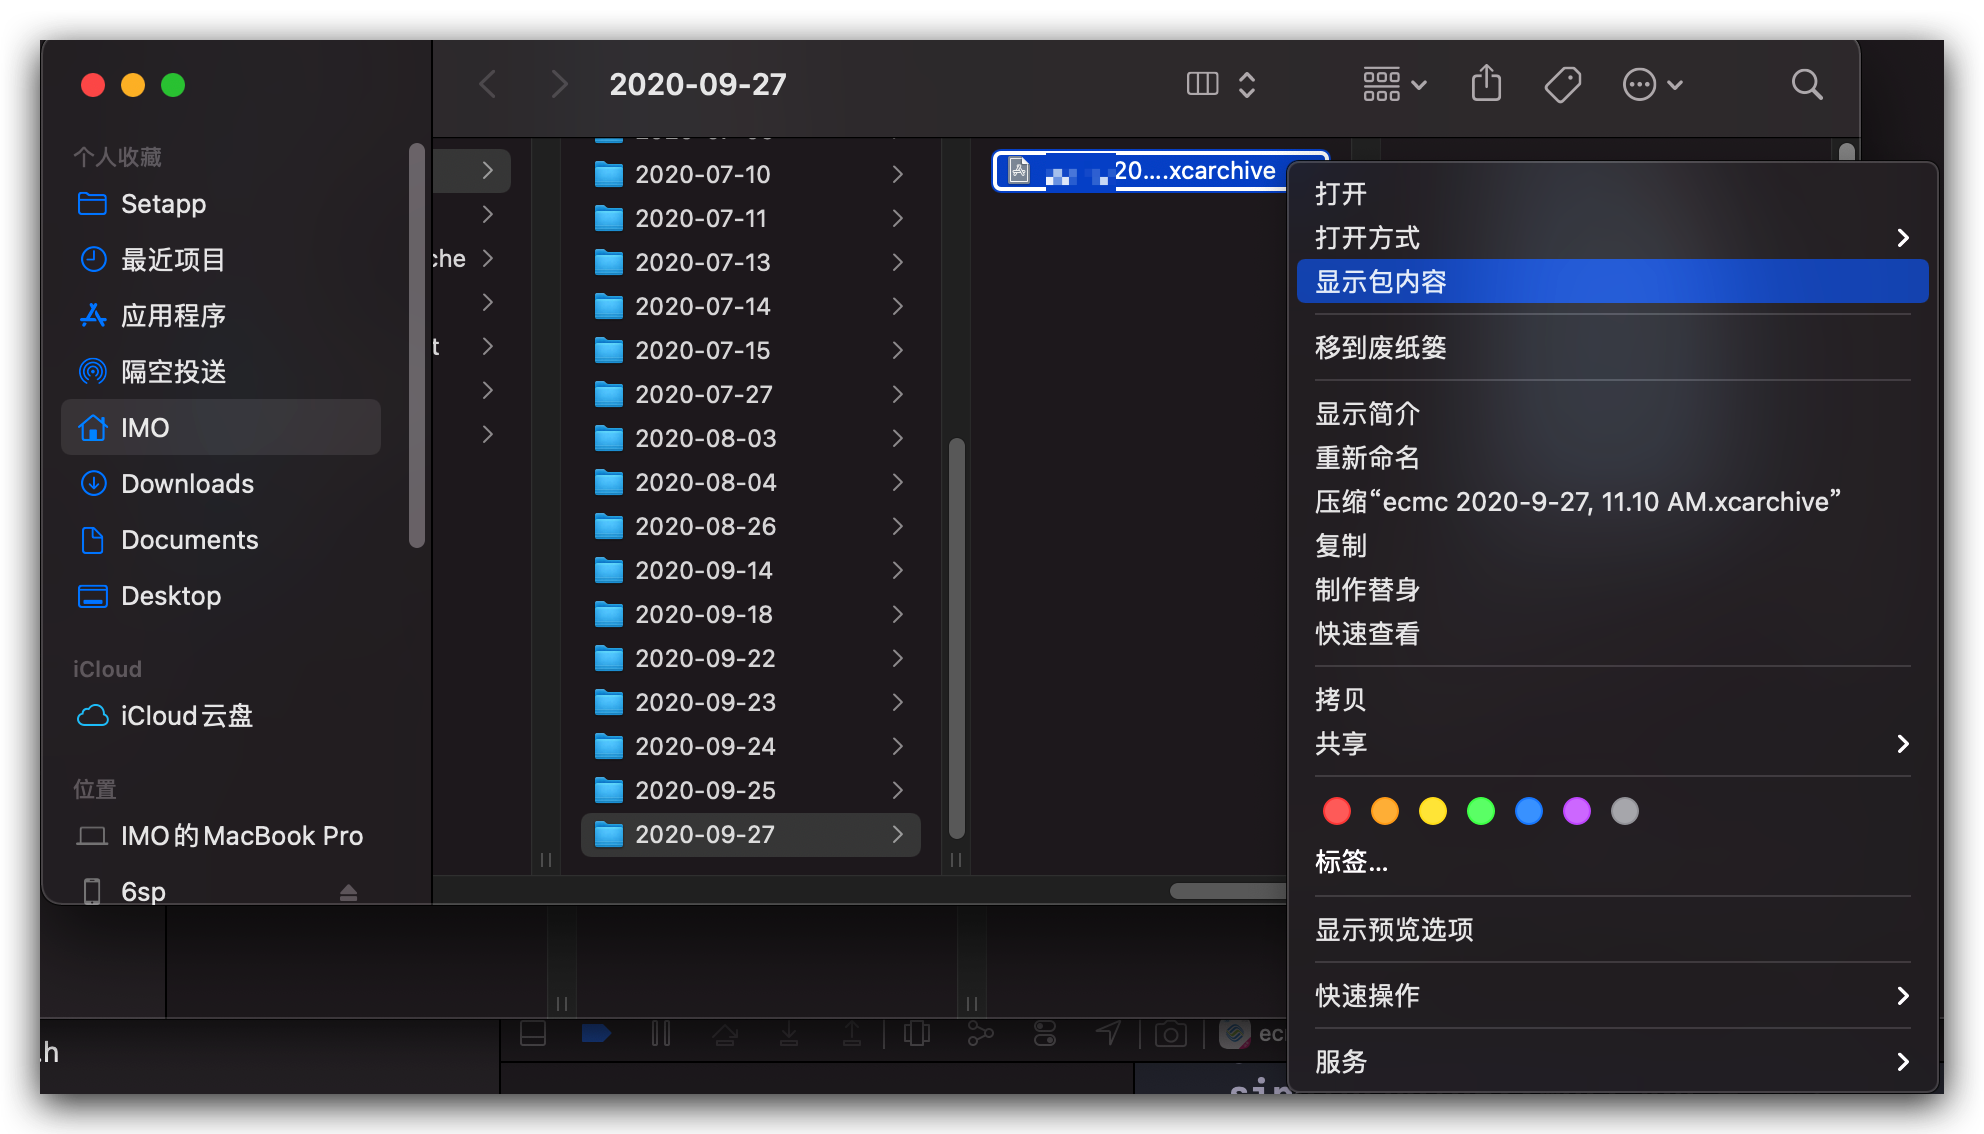 2020-09-27
个人收藏
Setapp
最近项目
应用程序
隔空投送
IMO
Downloads
Documents
Desktop
iCloud
iCloud云盘
位置
IMO的MacBook Pro
6sp
che
t
2020-07-10
2020-07-11
2020-07-13
2020-07-14
2020-07-15
2020-07-27
2020-08-03
2020-08-04
2020-08-26
2020-09-14
2020-09-18
2020-09-22
2020-09-23
2020-09-24
2020-09-25
2020-09-27
20....xcarchive
打开
打开方式
显示包内容
移到废纸篓
显示简介
重新命名
压缩“ecmc 2020-9-27, 11.10 AM.xcarchive”
复制
制作替身
快速查看
拷贝
共享
标签...
显示预览选项
快速操作
服务
.h
ec